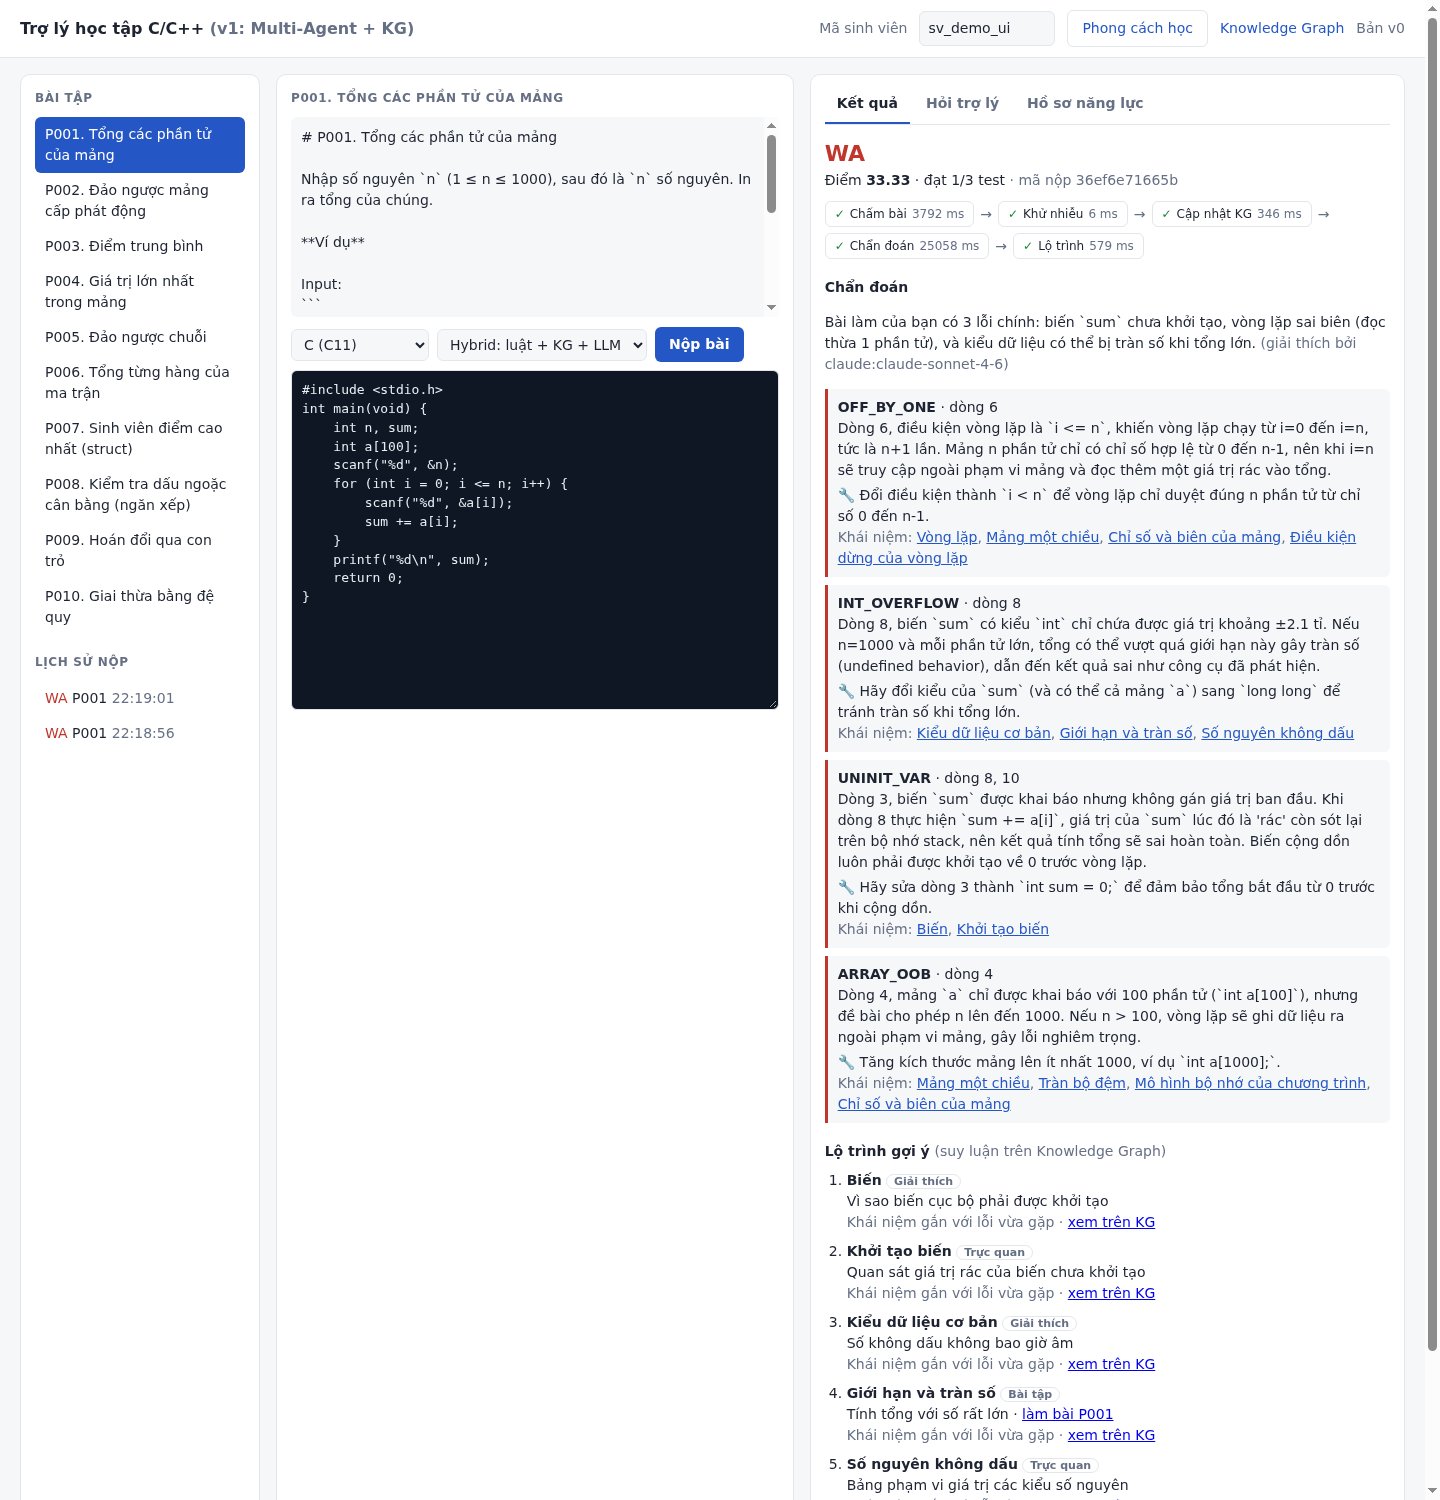 Trợ lý học tập C/C++ (v1: Multi-Agent + KG)
Mã sinh viên
sv_demo_ui
Phong cách học
Knowledge Graph
Bản v0
BÀI TẬP
P001. Tổng các phần tử
của mảng
P002. Đảo ngược mảng
cấp phát động
P003. Điểm trung bình
P004. Giá trị lớn nhất
trong mảng
P005. Đảo ngược chuỗi
P006. Tổng từng hàng của
ma trận
P007. Sinh viên điểm cao
nhất (struct)
P008. Kiểm tra dấu ngoặc
cân bằng (ngăn xếp)
P009. Hoán đổi qua con
trỏ
P010. Giai thừa bằng đệ
quy
LỊCH SỬ NỘP
WA P001 22:19:01
WA P001 22:18:56
P001. TỔNG CÁC PHẦN TỬ CỦA MẢNG
# P001. Tổng các phần tử của mảng
Nhập số nguyên `n` (1 ≤ n ≤ 1000), sau đó là `n` số nguyên. In
ra tổng của chúng.
**Ví dụ**
Input:
```
C (C11)
Hybrid: luật + KG + LLM
Nộp bài
#include <stdio.h>
int main(void) {
    int n, sum;
    int a[100];
    scanf("%d", &n);
    for (int i = 0; i <= n; i++) {
        scanf("%d", &a[i]);
        sum += a[i];
    }
    printf("%d\n", sum);
    return 0;
}
Kết quả
Hỏi trợ lý
Hồ sơ năng lực
WA
Điểm 33.33 · đạt 1/3 test · mã nộp 36ef6e71665b
✓ Chấm bài 3792 ms → ✓ Khử nhiễu 6 ms → ✓ Cập nhật KG 346 ms →
✓ Chẩn đoán 25058 ms → ✓ Lộ trình 579 ms
Chẩn đoán
Bài làm của bạn có 3 lỗi chính: biến `sum` chưa khởi tạo, vòng lặp sai biên (đọc
thừa 1 phần tử), và kiểu dữ liệu có thể bị tràn số khi tổng lớn. (giải thích bởi
claude:claude-sonnet-4-6)
OFF_BY_ONE · dòng 6
Dòng 6, điều kiện vòng lặp là `i <= n`, khiến vòng lặp chạy từ i=0 đến i=n,
tức là n+1 lần. Mảng n phần tử chỉ có chỉ số hợp lệ từ 0 đến n-1, nên khi i=n
sẽ truy cập ngoài phạm vi mảng và đọc thêm một giá trị rác vào tổng.
🔧 Đổi điều kiện thành `i < n` để vòng lặp chỉ duyệt đúng n phần tử từ chỉ
số 0 đến n-1.
Khái niệm: Vòng lặp, Mảng một chiều, Chỉ số và biên của mảng, Điều kiện
dừng của vòng lặp
INT_OVERFLOW · dòng 8
Dòng 8, biến `sum` có kiểu `int` chỉ chứa được giá trị khoảng ±2.1 tỉ. Nếu
n=1000 và mỗi phần tử lớn, tổng có thể vượt quá giới hạn này gây tràn số
(undefined behavior), dẫn đến kết quả sai như công cụ đã phát hiện.
🔧 Hãy đổi kiểu của `sum` (và có thể cả mảng `a`) sang `long long` để
tránh tràn số khi tổng lớn.
Khái niệm: Kiểu dữ liệu cơ bản, Giới hạn và tràn số, Số nguyên không dấu
UNINIT_VAR · dòng 8, 10
Dòng 3, biến `sum` được khai báo nhưng không gán giá trị ban đầu. Khi
dòng 8 thực hiện `sum += a[i]`, giá trị của `sum` lúc đó là 'rác' còn sót lại
trên bộ nhớ stack, nên kết quả tính tổng sẽ sai hoàn toàn. Biến cộng dồn
luôn phải được khởi tạo về 0 trước vòng lặp.
🔧 Hãy sửa dòng 3 thành `int sum = 0;` để đảm bảo tổng bắt đầu từ 0 trước
khi cộng dồn.
Khái niệm: Biến, Khởi tạo biến
ARRAY_OOB · dòng 4
Dòng 4, mảng `a` chỉ được khai báo với 100 phần tử (`int a[100]`), nhưng
đề bài cho phép n lên đến 1000. Nếu n > 100, vòng lặp sẽ ghi dữ liệu ra
ngoài phạm vi mảng, gây lỗi nghiêm trọng.
🔧 Tăng kích thước mảng lên ít nhất 1000, ví dụ `int a[1000];`.
Khái niệm: Mảng một chiều, Tràn bộ đệm, Mô hình bộ nhớ của chương trình,
Chỉ số và biên của mảng
Lộ trình gợi ý (suy luận trên Knowledge Graph)
1. Biến Giải thích
Vì sao biến cục bộ phải được khởi tạo
Khái niệm gắn với lỗi vừa gặp · xem trên KG
2. Khởi tạo biến Trực quan
Quan sát giá trị rác của biến chưa khởi tạo
Khái niệm gắn với lỗi vừa gặp · xem trên KG
3. Kiểu dữ liệu cơ bản Giải thích
Số không dấu không bao giờ âm
Khái niệm gắn với lỗi vừa gặp · xem trên KG
4. Giới hạn và tràn số Bài tập
Tính tổng với số rất lớn · làm bài P001
Khái niệm gắn với lỗi vừa gặp · xem trên KG
5. Số nguyên không dấu Trực quan
Bảng phạm vi giá trị các kiểu số nguyên